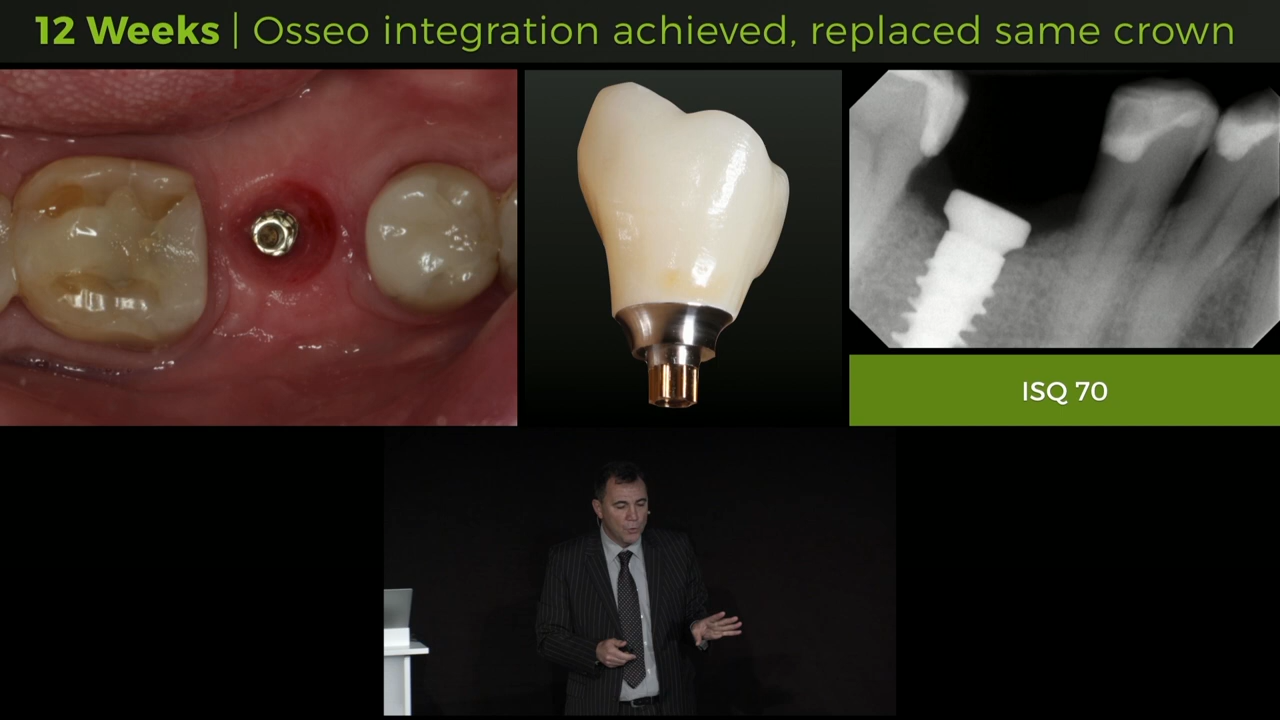 12 Weeks | Osseo integration achieved, replaced same crown
ISQ 70